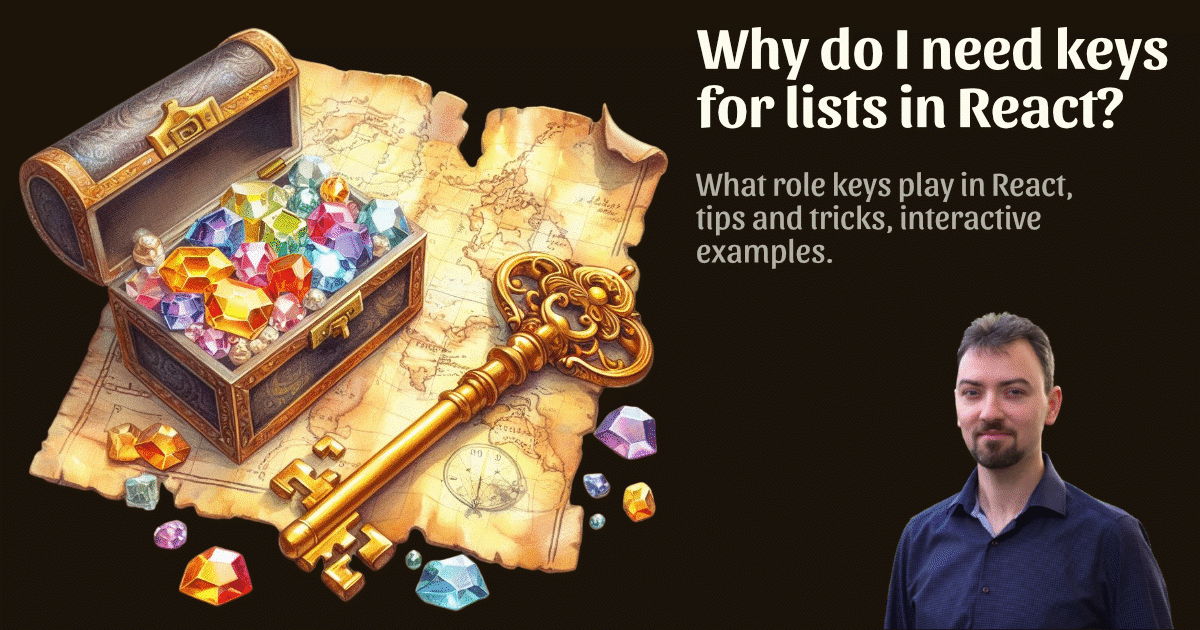 Why do I need keys
for lists in React?
What role keys play in React,
tips and tricks, interactive
examples.